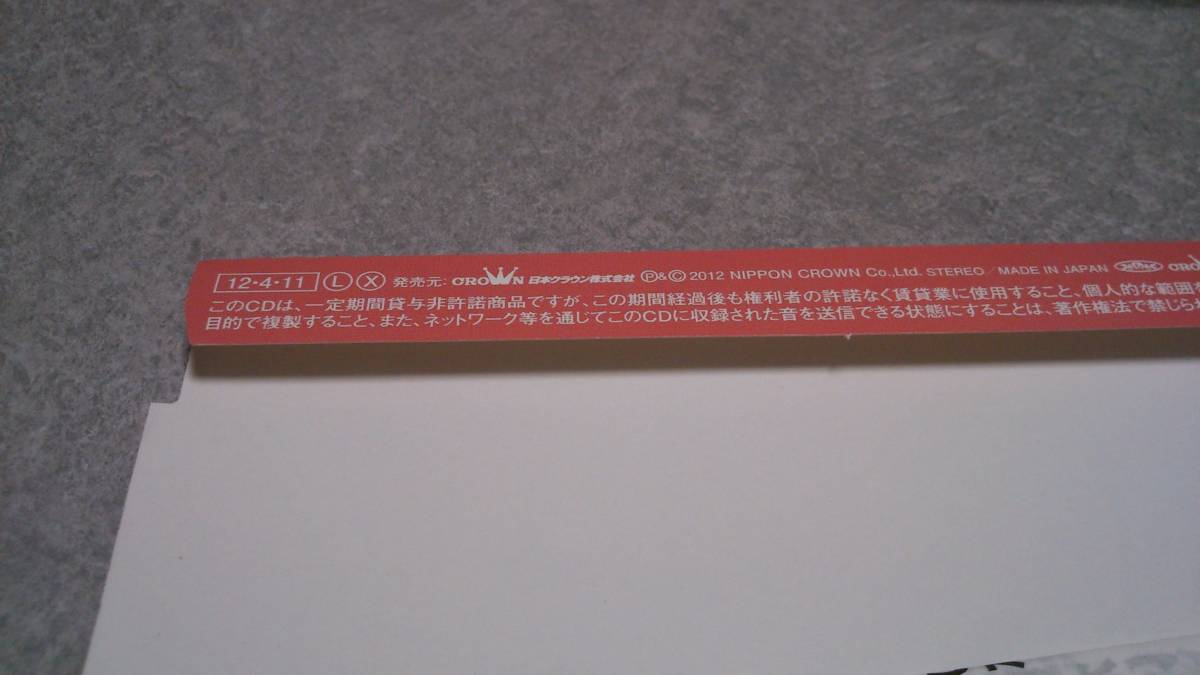 12・4・11 Ⓛ Ⓧ 発売元: CROWN 日本クラウン株式会社 Ⓟ&Ⓒ 2012 NIPPON CROWN Co.,Ltd. STEREO／MADE IN JAPAN
このCDは、一定期間貸与非許諾商品ですが、この期間経過後も権利者の許諾なく賃貸業に使用すること、個人的な範囲
目的で複製すること、また、ネットワーク等を通じてこのCDに収録された音を送信できる状態にすることは、著作権法で禁じら